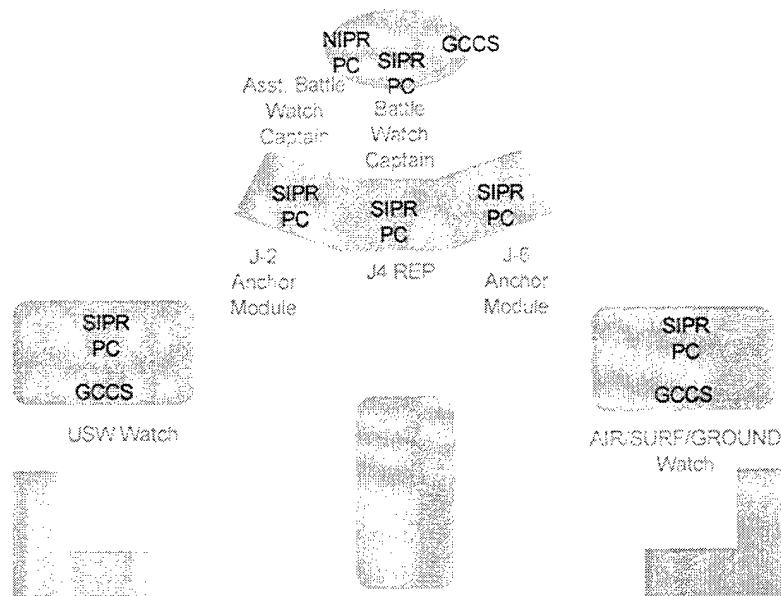 NIPR
PC
SIPR
PC
GCCS
Asst. Battle
Watch
Captain
Battle
Watch
Captain
SIPR
PC
SIPR
PC
SIPR
PC
J-2
Anchor
Module
J4 REP
J-6
Anchor
Module
SIPR
PC
GCCS
USW Watch
SIPR
PC
GCCS
AIR/SURF/GROUND
Watch